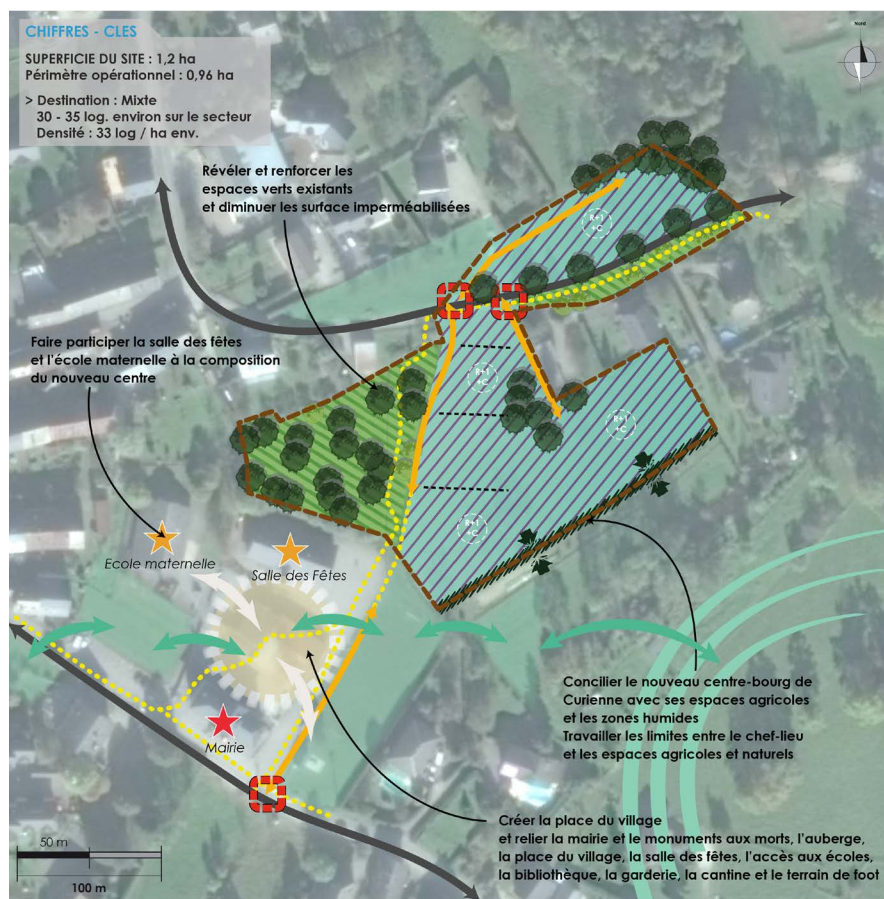 CHIFFRES - CLES
SUPERFICIE DU SITE : 1,2 ha
Périmètre opérationnel : 0,96 ha
> Destination : Mixte
30 - 35 log. environ sur le secteur
Densité : 33 log / ha env.
Nord
Révéler et renforcer les
espaces verts existants
et diminuer les surface imperméabilisées
R+1
+C
Faire participer la salle des fêtes
et l'école maternelle à la composition
du nouveau centre
R+1
+C
R+1
+C
R+1
+C
Ecole maternelle
Salle des Fêtes
Mairie
Concilier le nouveau centre-bourg de
Curienne avec ses espaces agricoles
et les zones humides
Travailler les limites entre le chef-lieu
et les espaces agricoles et naturels
Créer la place du village
et relier la mairie et le monuments aux morts, l'auberge,
la place du village, la salle des fêtes, l'accès aux écoles,
la bibliothèque, la garderie, la cantine et le terrain de foot
50 m
100 m